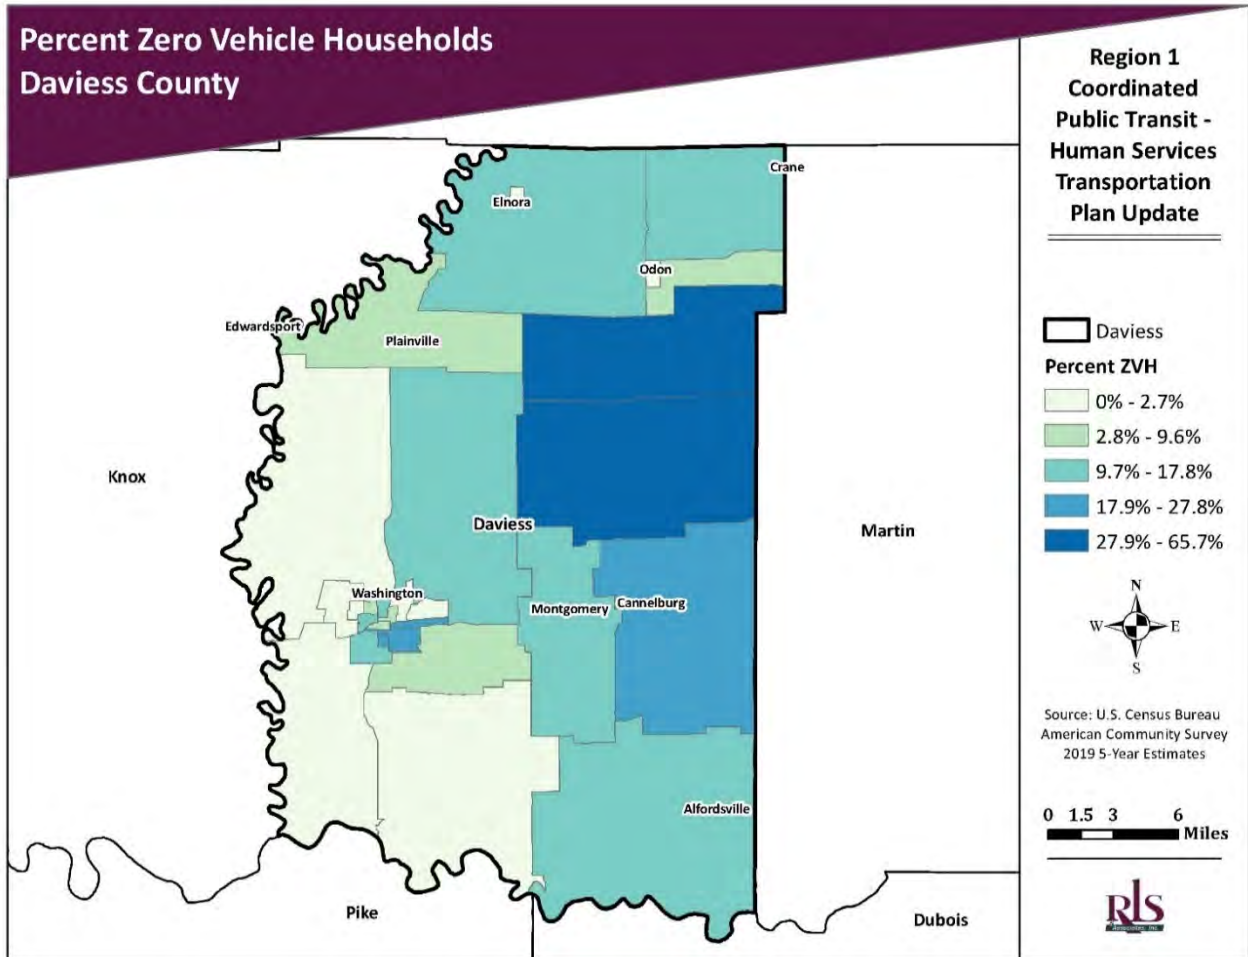 Percent Zero Vehicle Households
Daviess County
Region 1
Coordinated
Public Transit -
Human Services
Transportation
Plan Update
Crane
Elnora
Odon
Edwardsport
Plainville
Knox
Daviess
Martin
Washington
Montgomery
Cannelburg
Alfordsville
Pike
Dubois
Daviess
Percent ZVH
0% - 2.7%
2.8% - 9.6%
9.7% - 17.8%
17.9% - 27.8%
27.9% - 65.7%
N
W E
S
Source: U.S. Census Bureau
American Community Survey
2019 5-Year Estimates
0 1.5 3 6
Miles
RLS
& Associates, Inc.